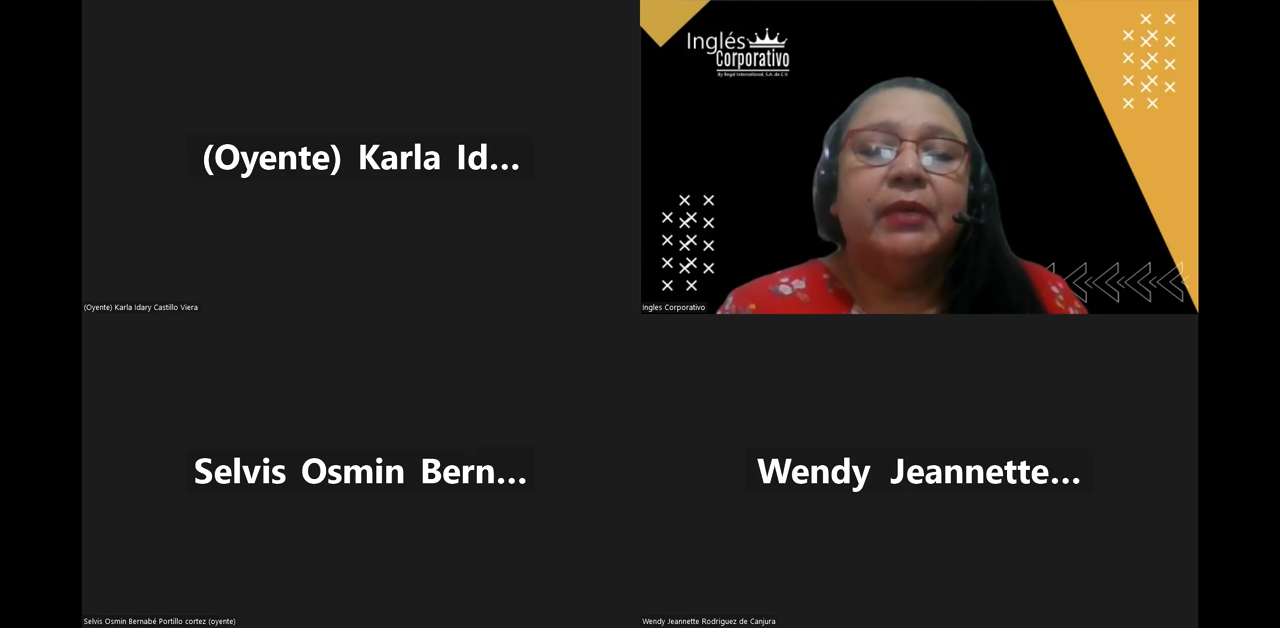 (Oyente) Karla Id...
(Oyente) Karla Idary Castillo Viera
Inglés
Corporativo
By Regal International, S.A. de C.V.
Ingles Corporativo
Selvis Osmin Bern...
Selvis Osmin Bernabé Portillo cortez (oyente)
Wendy Jeannette...
Wendy Jeannette Rodriguez de Canjura